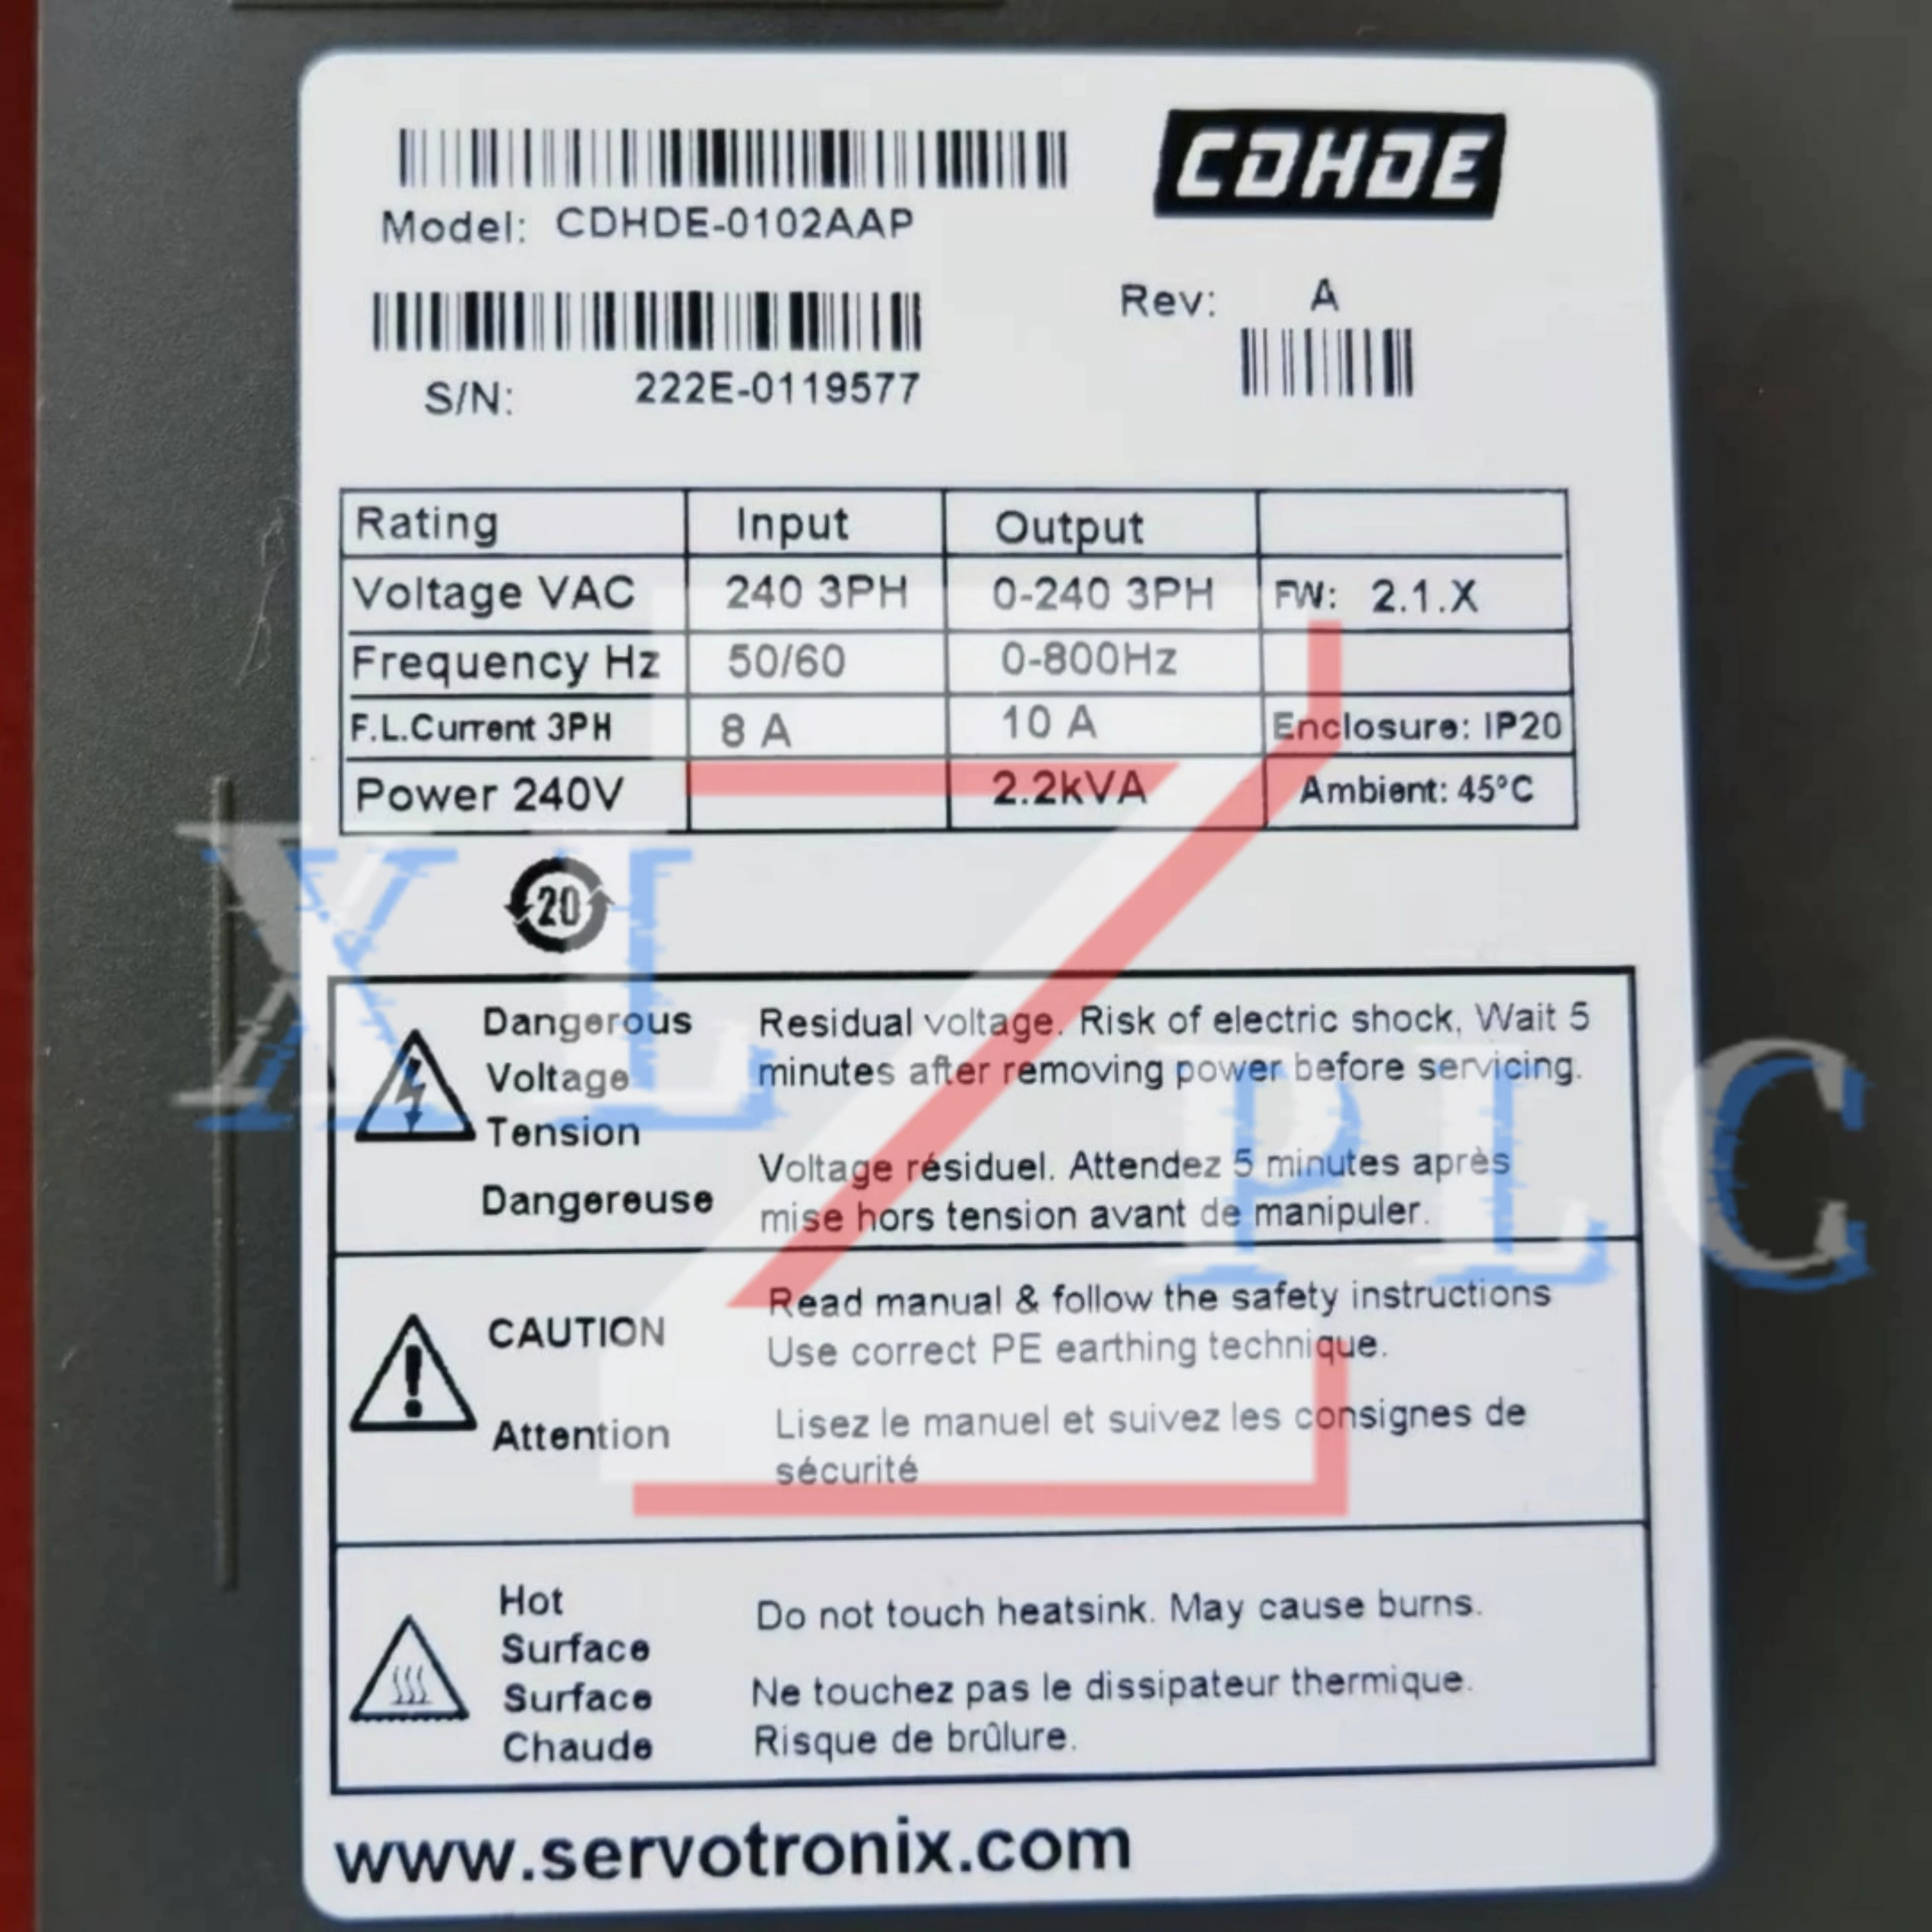 CDHDE
Model: CDHDE-0102AAP
Rev: A
S/N: 222E-0119577
Rating Input Output
Voltage VAC 240 3PH 0-240 3PH FW: 2.1.X
Frequency Hz 50/60 0-800Hz
F.L.Current 3PH 8 A 10 A Enclosure: IP20
Power 240V 2.2kVA Ambient: 45°C
20
XL
PLC
Dangerous
Voltage
Tension
Dangereuse
Residual voltage. Risk of electric shock, Wait 5
minutes after removing power before servicing.
Voltage résiduel. Attendez 5 minutes après
mise hors tension avant de manipuler.
CAUTION
Attention
Read manual & follow the safety instructions
Use correct PE earthing technique.
Lisez le manuel et suivez les consignes de
sécurité
Hot
Surface
Surface
Chaude
Do not touch heatsink. May cause burns.
Ne touchez pas le dissipateur thermique.
Risque de brûlure.
www.servotronix.com